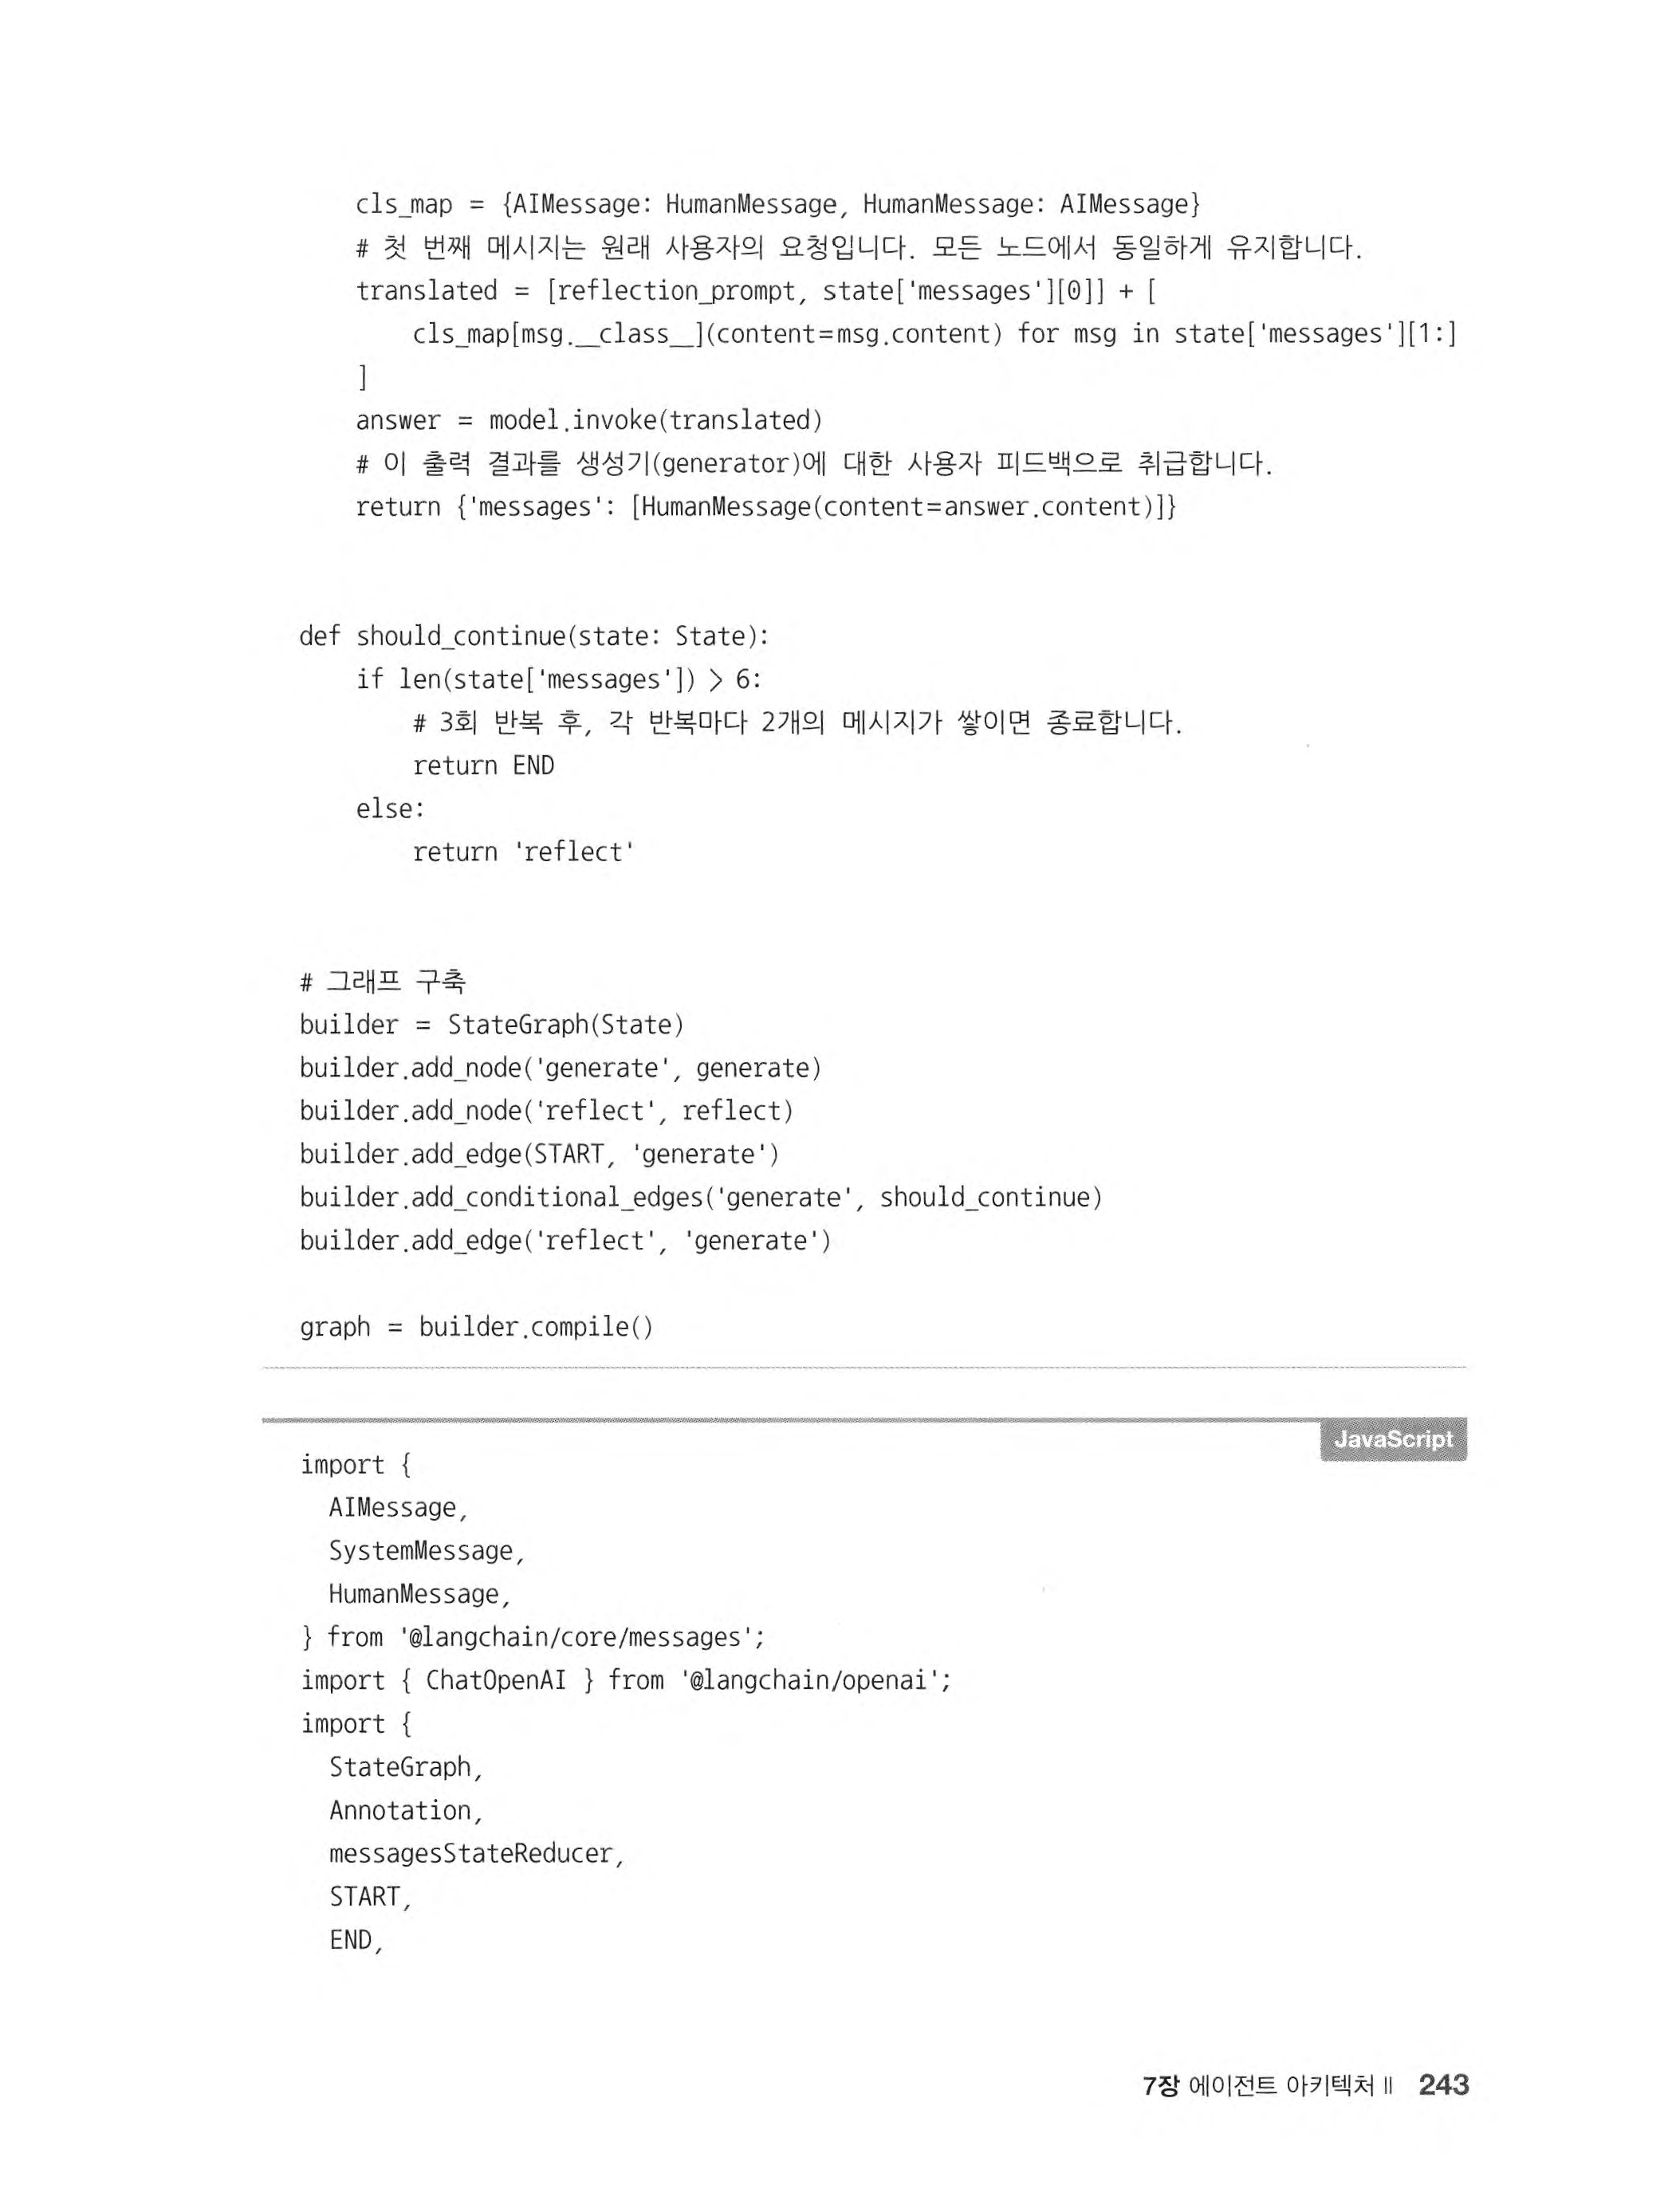 cls_map = {AIMessage: HumanMessage, HumanMessage: AIMessage}
    # 첫 번째 메시지는 원래 사용자의 요청입니다. 모든 노드에서 동일하게 유지합니다.
    translated = [reflection_prompt, state['messages'][0]] + [
        cls_map[msg.__class__](content=msg.content) for msg in state['messages'][1:]
    ]
    answer = model.invoke(translated)
    # 이 출력 결과를 생성기(generator)에 대한 사용자 피드백으로 취급합니다.
    return {'messages': [HumanMessage(content=answer.content)]}

def should_continue(state: State):
    if len(state['messages']) > 6:
        # 3회 반복 후, 각 반복마다 2개의 메시지가 쌓이면 종료합니다.
        return END
    else:
        return 'reflect'

# 그래프 구축
builder = StateGraph(State)
builder.add_node('generate', generate)
builder.add_node('reflect', reflect)
builder.add_edge(START, 'generate')
builder.add_conditional_edges('generate', should_continue)
builder.add_edge('reflect', 'generate')

graph = builder.compile()

JavaScript
import {
  AIMessage,
  SystemMessage,
  HumanMessage,
} from '@langchain/core/messages';
import { ChatOpenAI } from '@langchain/openai';
import {
  StateGraph,
  Annotation,
  messagesStateReducer,
  START,
  END,

7장 에이전트 아키텍처 II 243